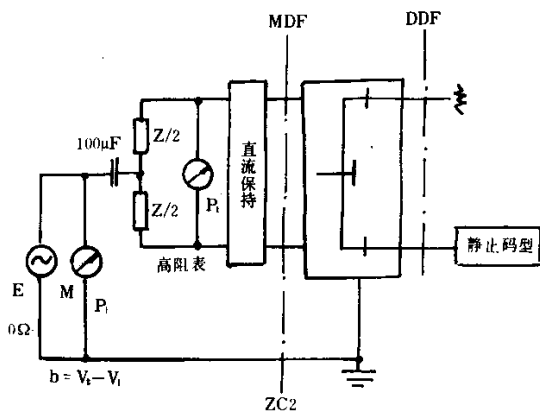 MDF
DDF
100μF
Z/2
Z/2
直流保持
P₁
高阻表
静止码型
E
M
P₁
0Ω
b = V₂−V₁
ZC2